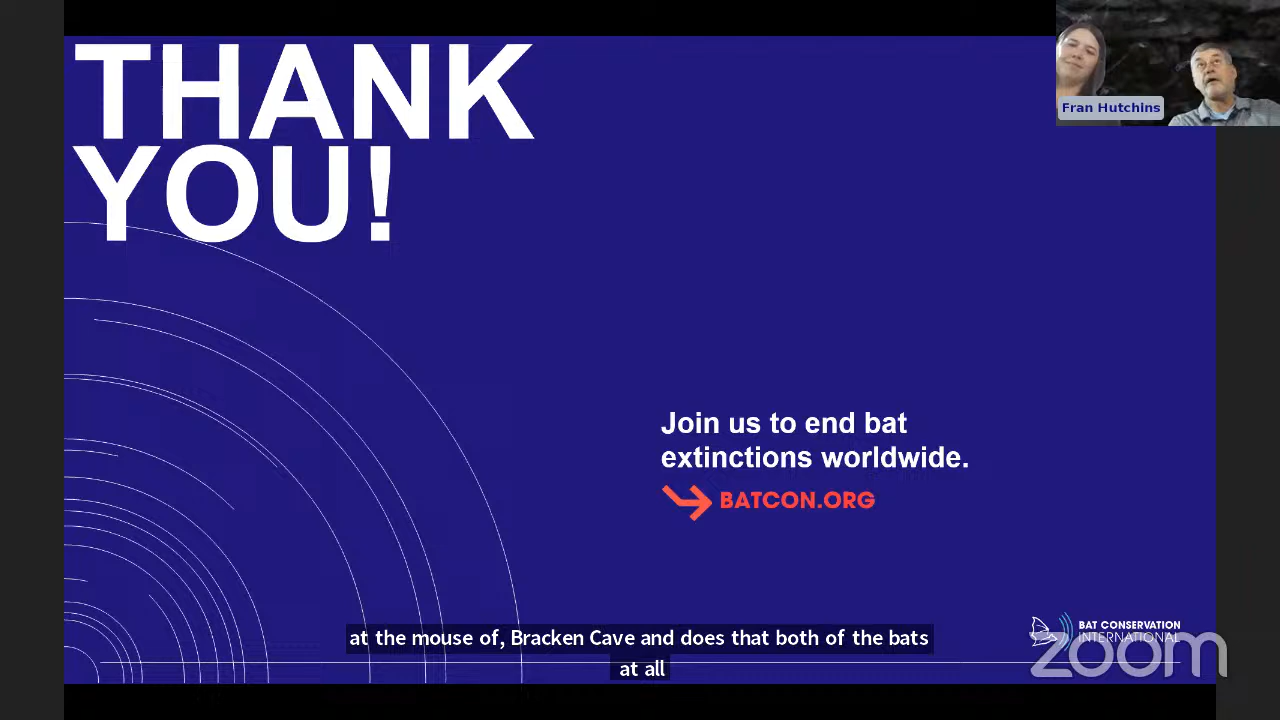 THANK
YOU!
Fran Hutchins
Join us to end bat
extinctions worldwide.
BATCON.ORG
at the mouse of, Bracken Cave and does that both of the bats
at all
BAT CONSERVATION
INTERNATIONAL
zoom